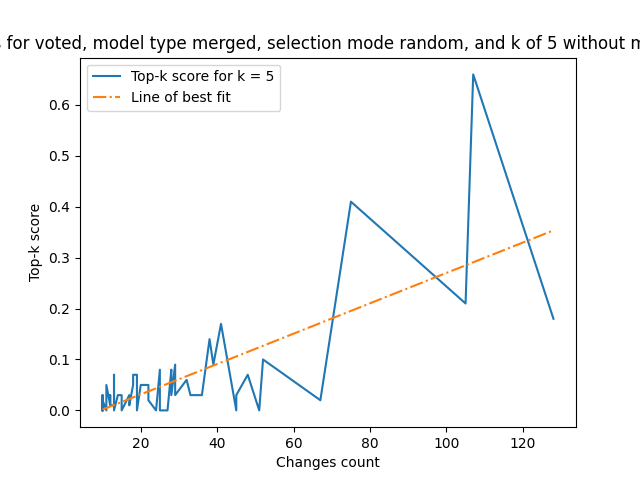 for voted, model type merged, selection mode random, and k of 5 without
Top-k score for k = 5
Line of best fit
0.6
0.5
0.4
0.3
0.2
0.1
0.0
Top-k score
20 40 60 80 100 120
Changes count